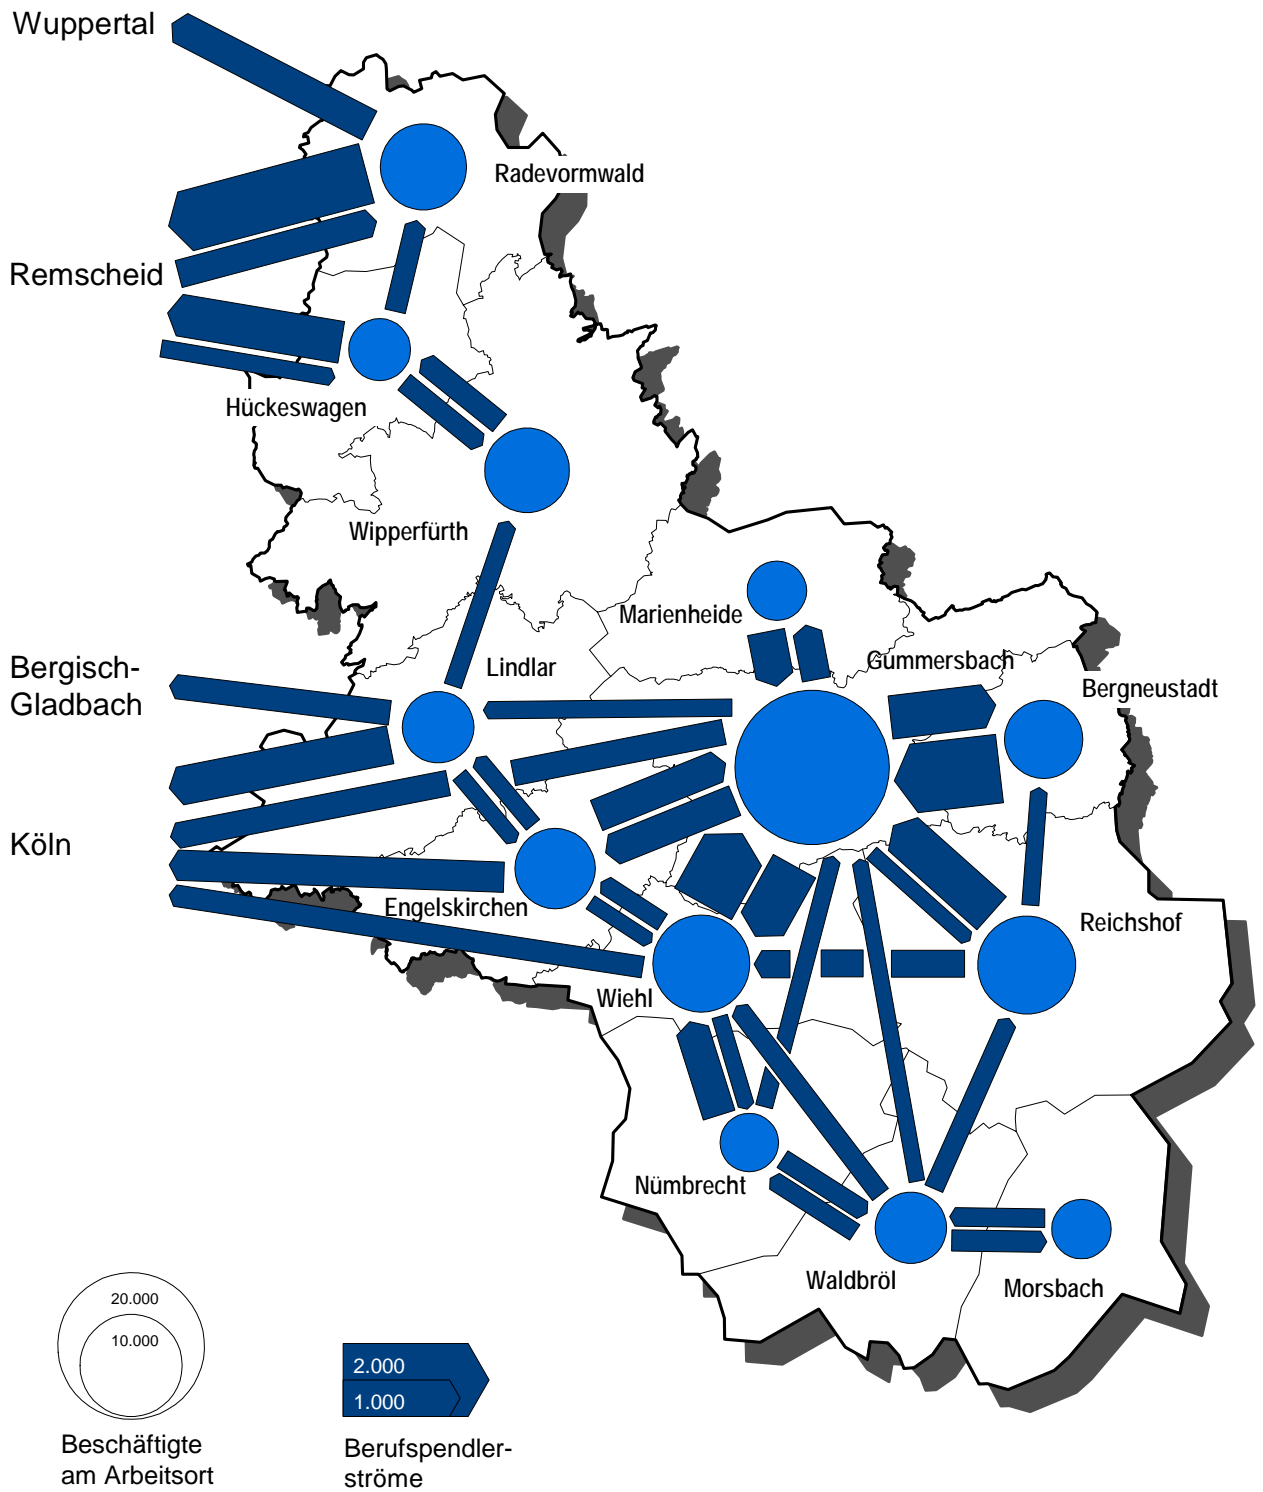 Wuppertal
Radevormwald
Remscheid
Hückeswagen
Wipperfürth
Marienheide
Gummersbach
Bergisch-
Gladbach
Lindlar
Bergneustadt
Köln
Engelskirchen
Reichshof
Wiehl
Nümbrecht
Waldbröl
Morsbach
20.000
10.000
Beschäftigte
am Arbeitsort
2.000
1.000
Berufspendler-
ströme